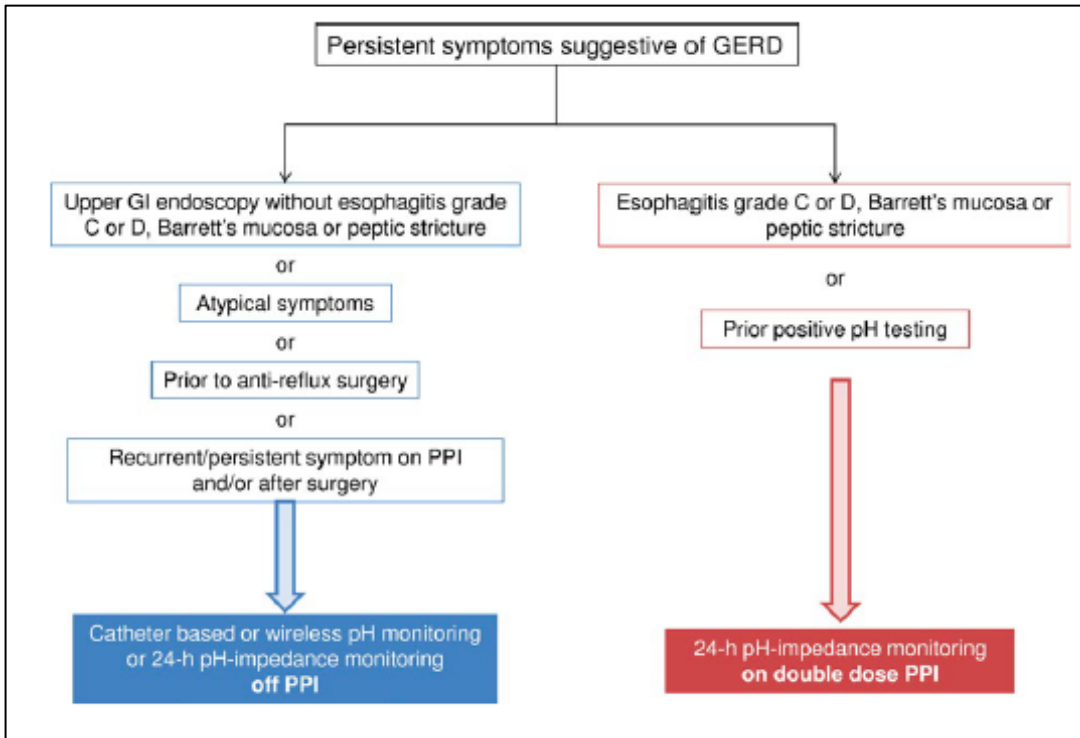 Persistent symptoms suggestive of GERD
Upper GI endoscopy without esophagitis grade
C or D, Barrett's mucosa or peptic stricture
or
Atypical symptoms
or
Prior to anti-reflux surgery
or
Recurrent/persistent symptom on PPI
and/or after surgery
Catheter based or wireless pH monitoring
or 24-h pH-impedance monitoring
off PPI
Esophagitis grade C or D, Barrett's mucosa or
peptic stricture
or
Prior positive pH testing
24-h pH-impedance monitoring
on double dose PPI